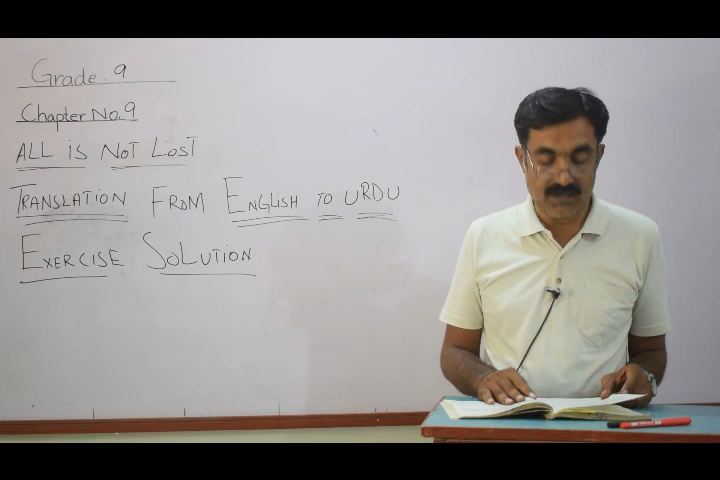 Grade. 9
Chapter No. 9
ALL iS NOT LOST
TRANSLATION FROM ENGLISH TO URDU
EXERCISE SOLUTION